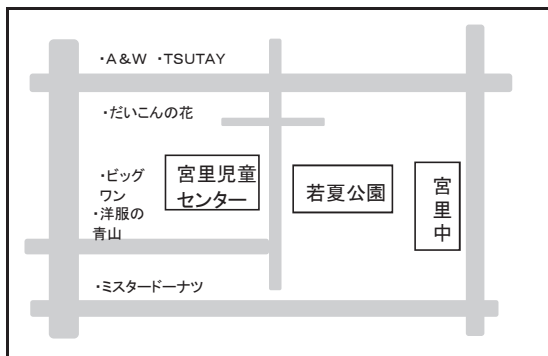 ・A&W ・TSUTAY
・だいこんの花
・ビッグ
ワン
・洋服の
青山
宮里児童
センター
若夏公園
宮里中
・ミスタードーナツ